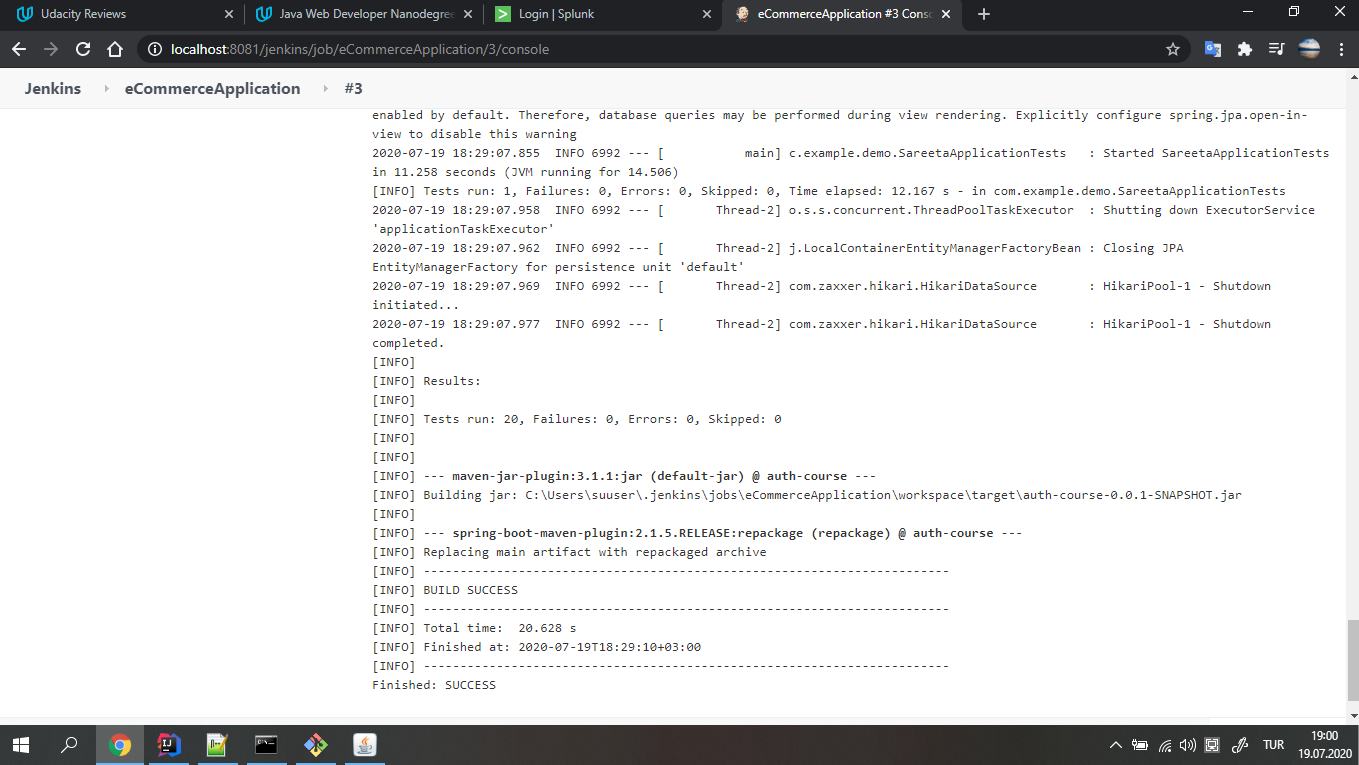 Udacity Reviews
Java Web Developer Nanodegre
Login | Splunk
eCommerceApplication #3 Cons
localhost:8081/jenkins/job/eCommerceApplication/3/console
Jenkins
eCommerceApplication
#3
enabled by default. Therefore, database queries may be performed during view rendering. Explicitly configure spring.jpa.open-in-
view to disable this warning
2020-07-19 18:29:07.855  INFO 6992 --- [           main] c.example.demo.SareetaApplicationTests   : Started SareetaApplicationTests
in 11.258 seconds (JVM running for 14.506)
[INFO] Tests run: 1, Failures: 0, Errors: 0, Skipped: 0, Time elapsed: 12.167 s - in com.example.demo.SareetaApplicationTests
2020-07-19 18:29:07.958  INFO 6992 --- [       Thread-2] o.s.s.concurrent.ThreadPoolTaskExecutor  : Shutting down ExecutorService
'applicationTaskExecutor'
2020-07-19 18:29:07.962  INFO 6992 --- [       Thread-2] j.LocalContainerEntityManagerFactoryBean : Closing JPA
EntityManagerFactory for persistence unit 'default'
2020-07-19 18:29:07.969  INFO 6992 --- [       Thread-2] com.zaxxer.hikari.HikariDataSource       : HikariPool-1 - Shutdown
initiated...
2020-07-19 18:29:07.977  INFO 6992 --- [       Thread-2] com.zaxxer.hikari.HikariDataSource       : HikariPool-1 - Shutdown
completed.
[INFO]
[INFO] Results:
[INFO]
[INFO] Tests run: 20, Failures: 0, Errors: 0, Skipped: 0
[INFO]
[INFO]
[INFO] --- maven-jar-plugin:3.1.1:jar (default-jar) @ auth-course ---
[INFO] Building jar: C:\Users\suuser\.jenkins\jobs\eCommerceApplication\workspace\target\auth-course-0.0.1-SNAPSHOT.jar
[INFO]
[INFO] --- spring-boot-maven-plugin:2.1.5.RELEASE:repackage (repackage) @ auth-course ---
[INFO] Replacing main artifact with repackaged archive
[INFO] ------------------------------------------------------------------------
[INFO] BUILD SUCCESS
[INFO] ------------------------------------------------------------------------
[INFO] Total time:  20.628 s
[INFO] Finished at: 2020-07-19T18:29:10+03:00
[INFO] ------------------------------------------------------------------------
Finished: SUCCESS
TUR
19:00
19.07.2020